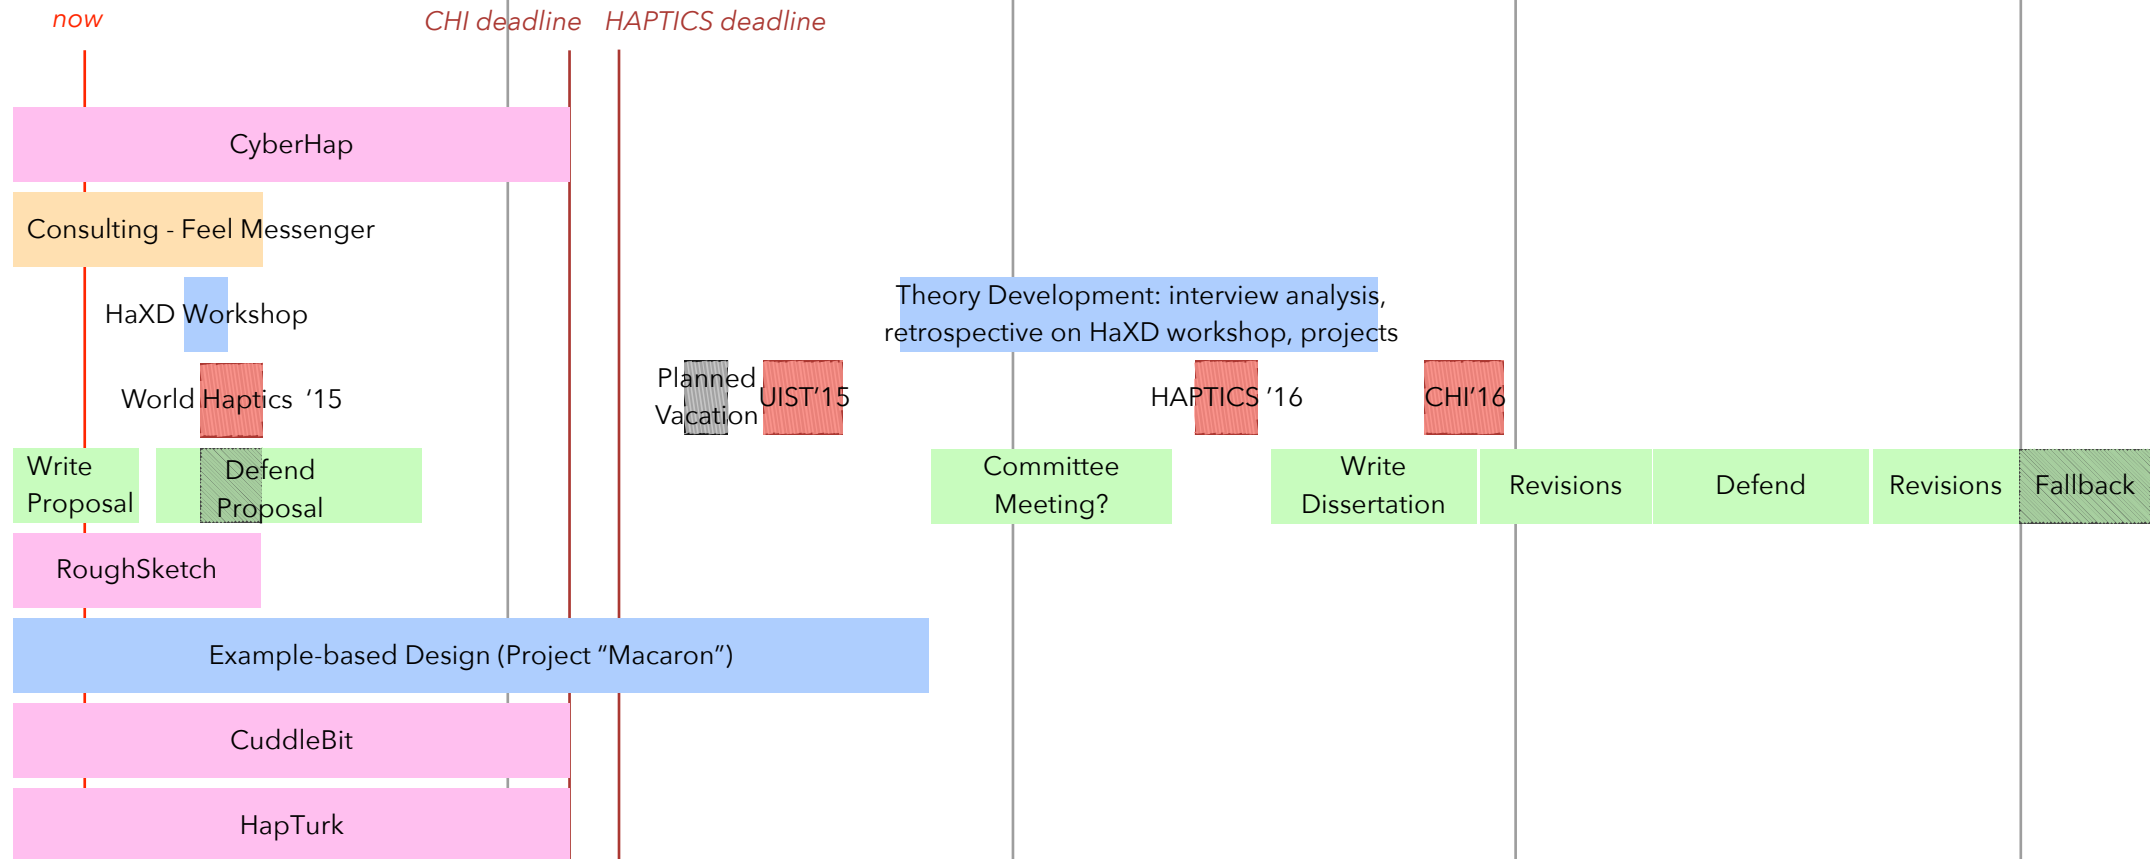 now
CHI deadline
HAPTICS deadline
CyberHap
Consulting - Feel Messenger
HaXD Workshop
Theory Development: interview analysis,
retrospective on HaXD workshop, projects
World Haptics '15
Planned
Vacation
UIST'15
HAPTICS '16
CHI'16
Write
Proposal
Defend
Proposal
Committee
Meeting?
Write
Dissertation
Revisions
Defend
Revisions
Fallback
RoughSketch
Example-based Design (Project “Macaron”)
CuddleBit
HapTurk